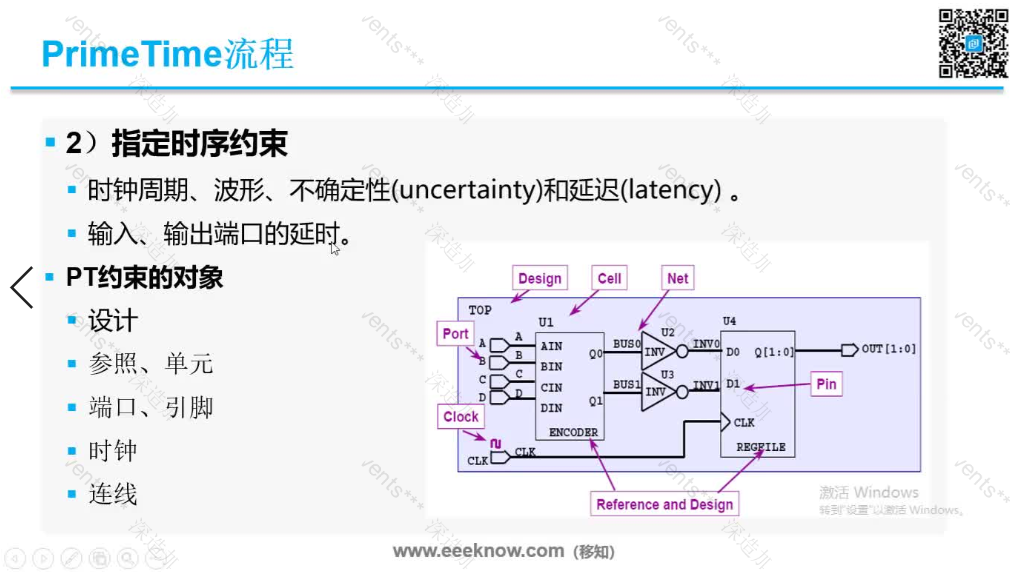 PrimeTime流程
2）指定时序约束
时钟周期、波形、不确定性(uncertainty)和延迟(latency) 。
输入、输出端口的延时。
PT约束的对象
设计
参照、单元
端口、引脚
时钟
连线
Design
Cell
Net
TOP
Port
U1
U2
U4
A
A
AIN
Q0
BUS0
INV
INV0
D0
Q[1:0]
OUT[1:0]
B
B
BIN
U3
C
C
CIN
BUS1
INV
INV1
D1
Pin
D
D
DIN
Q1
Clock
ENCODER
CLK
REGFILE
CLK
CLK
Reference and Design
激活 Windows
转到"设置"以激活 Windows。
www.eeeknow.com（移知）
vents***
深造加